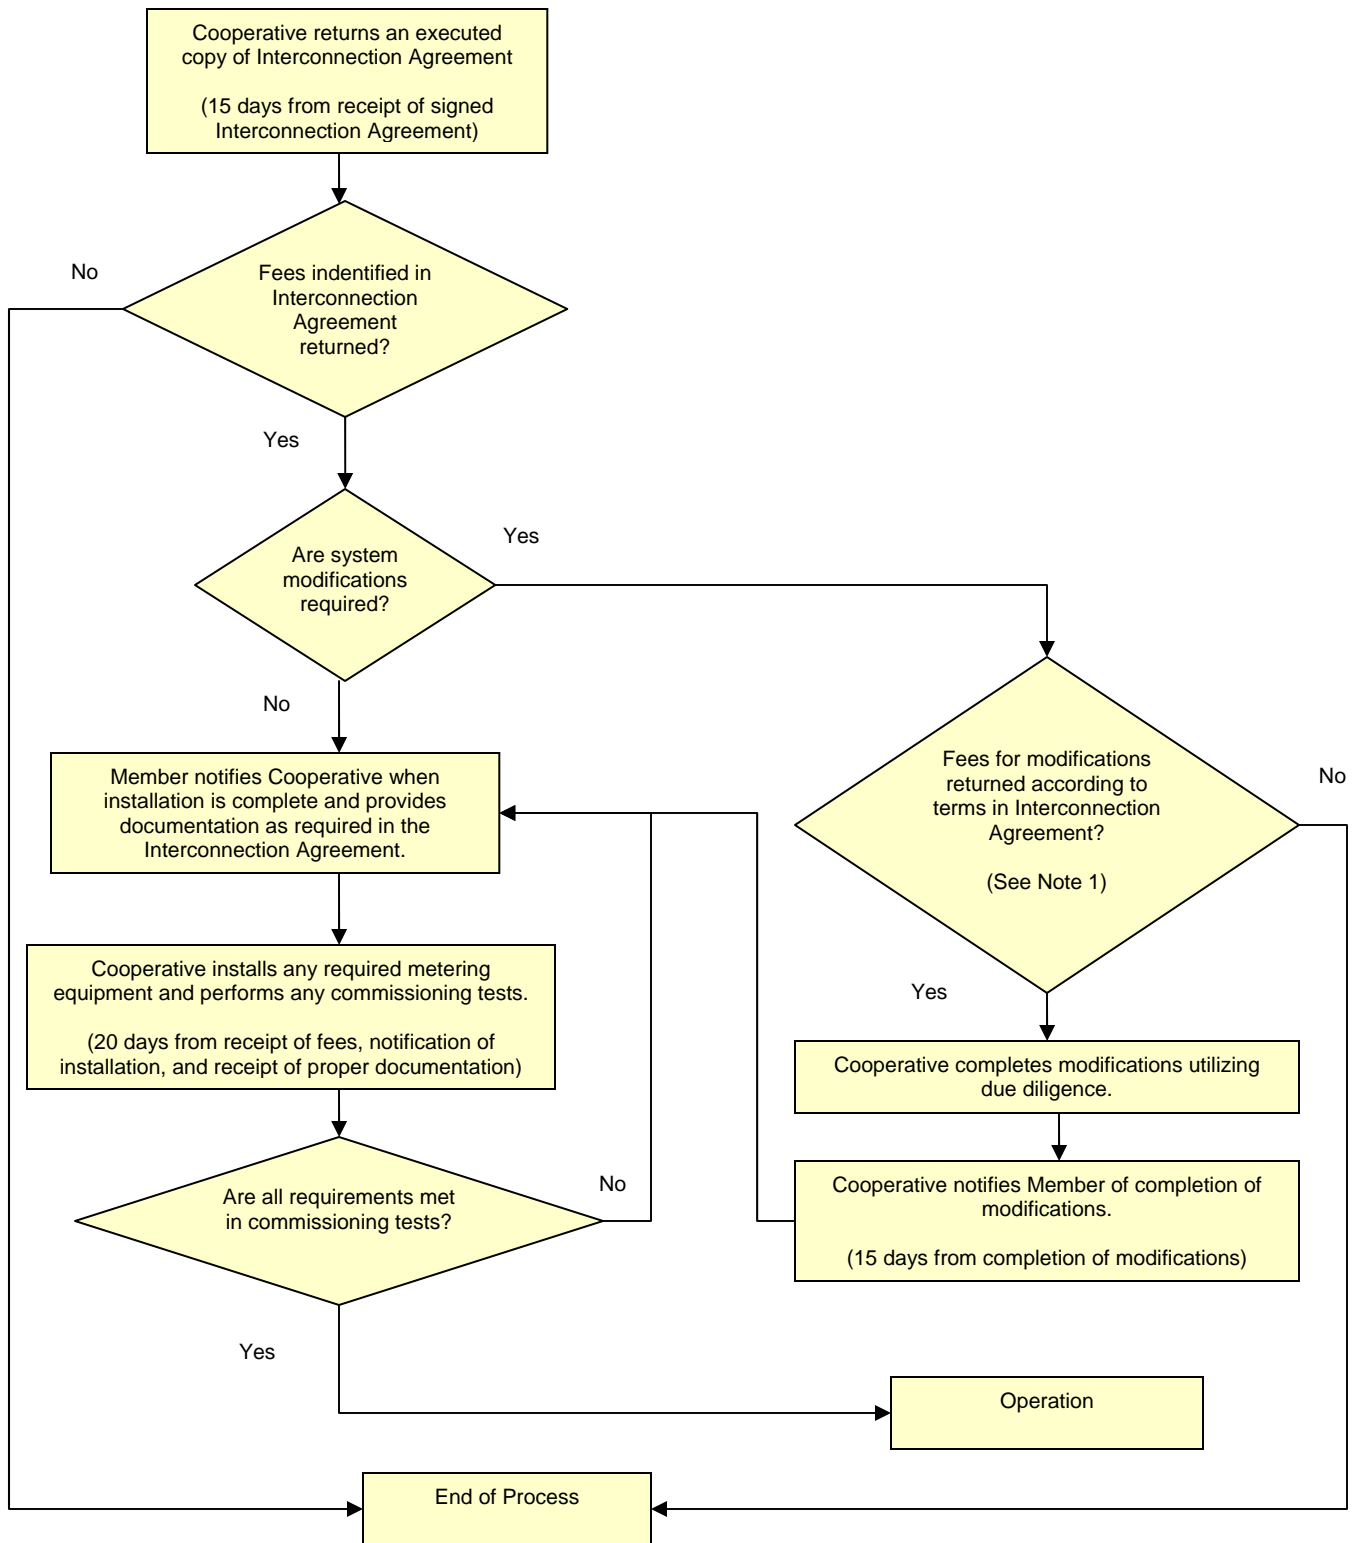 Cooperative returns an executed
copy of Interconnection Agreement
(15 days from receipt of signed
Interconnection Agreement)
No
Fees indentified in
Interconnection
Agreement
returned?
Yes
Are system
modifications
required?
Yes
No
Member notifies Cooperative when
installation is complete and provides
documentation as required in the
Interconnection Agreement.
Fees for modifications
returned according to
terms in Interconnection
Agreement?
(See Note 1)
No
Cooperative installs any required metering
equipment and performs any commissioning tests.
(20 days from receipt of fees, notification of
installation, and receipt of proper documentation)
Yes
Cooperative completes modifications utilizing
due diligence.
Are all requirements met
in commissioning tests?
No
Cooperative notifies Member of completion of
modifications.
(15 days from completion of modifications)
Yes
Operation
End of Process